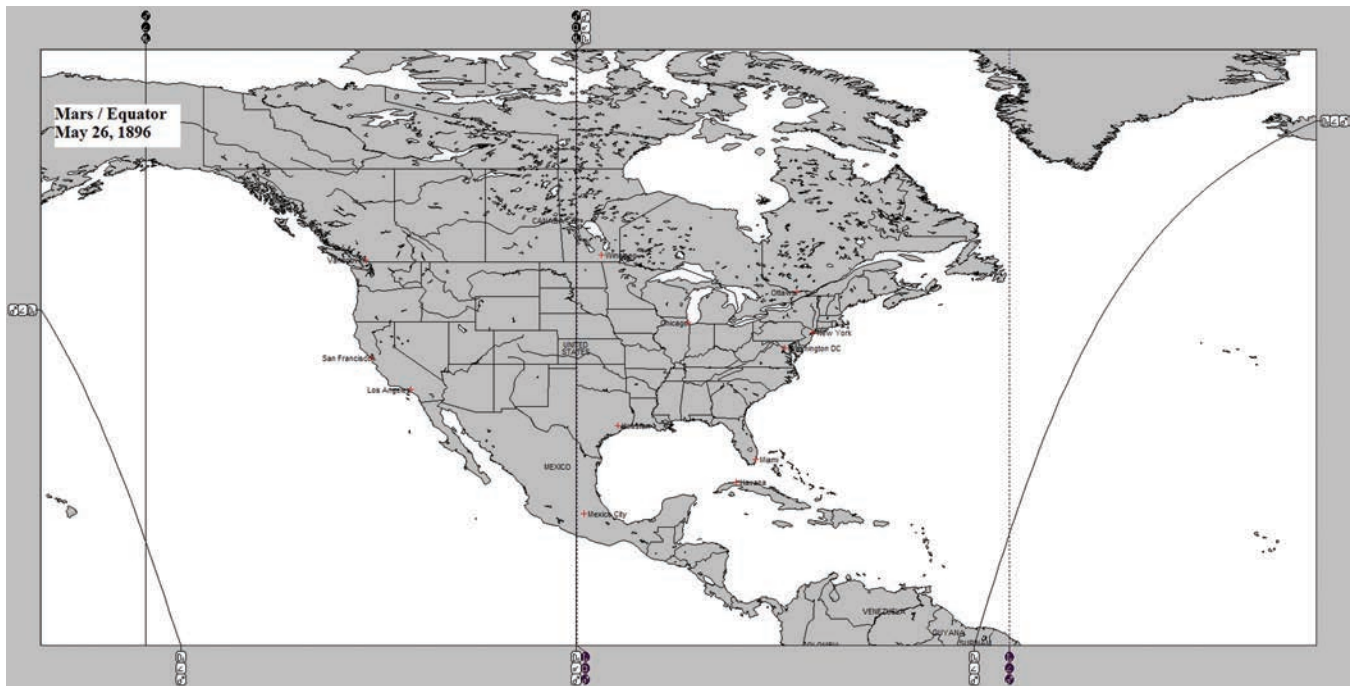 Mars / Equator
May 26, 1896
CANADA
Winnipeg
Ottawa
Chicago
New York
Washington DC
UNITED
STATES
San Francisco
Los Angeles
Houston
MEXICO
Miami
Havana
Mexico City
VENEZUELA
GUYANA